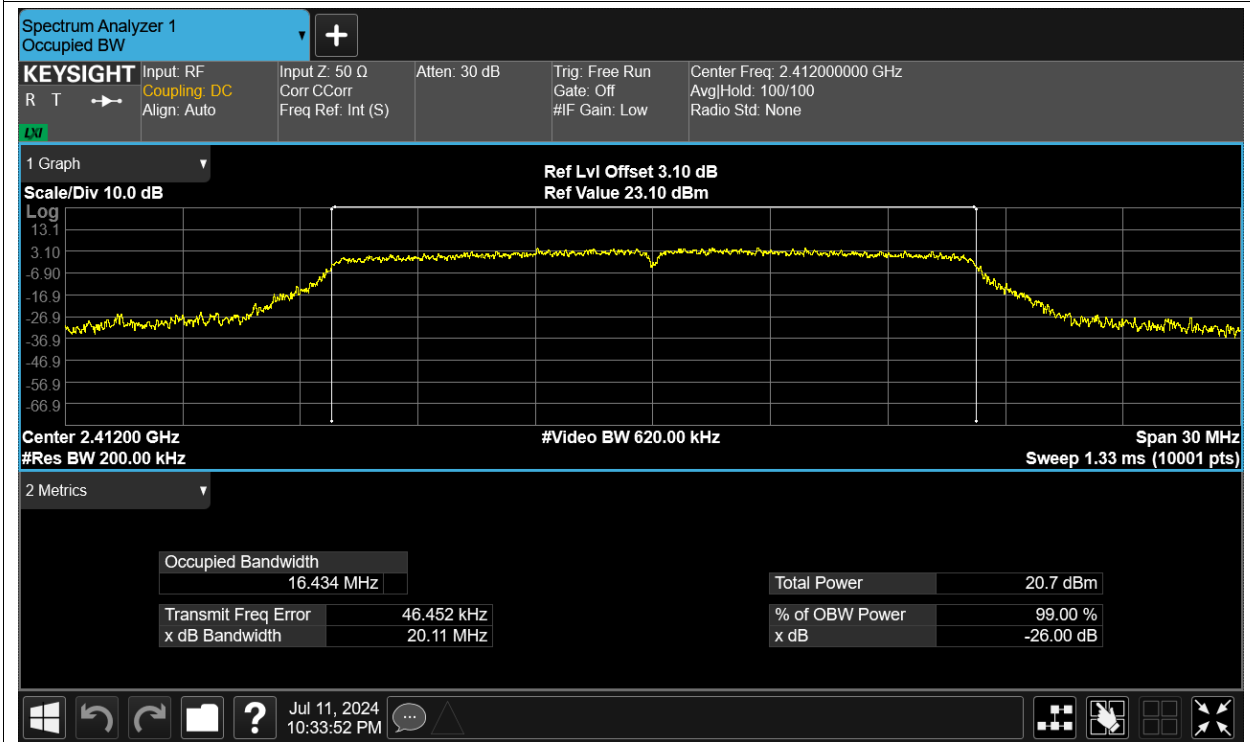 Spectrum Analyzer 1
Occupied BW
KEYSIGHT
R T
LXI
Input: RF
Coupling: DC
Align: Auto
Input Z: 50 Ω
Corr CCorr
Freq Ref: Int (S)
Atten: 30 dB
Trig: Free Run
Gate: Off
#IF Gain: Low
Center Freq: 2.412000000 GHz
Avg|Hold: 100/100
Radio Std: None
1 Graph
Scale/Div 10.0 dB
Ref Lvl Offset 3.10 dB
Ref Value 23.10 dBm
Log
13.1
3.10
-6.90
-16.9
-26.9
-36.9
-46.9
-56.9
-66.9
Center 2.41200 GHz
#Res BW 200.00 kHz
#Video BW 620.00 kHz
Span 30 MHz
Sweep 1.33 ms (10001 pts)
2 Metrics
Occupied Bandwidth
16.434 MHz
Transmit Freq Error 46.452 kHz
x dB Bandwidth 20.11 MHz
Total Power 20.7 dBm
% of OBW Power 99.00 %
x dB -26.00 dB
?
Jul 11, 2024
10:33:52 PM